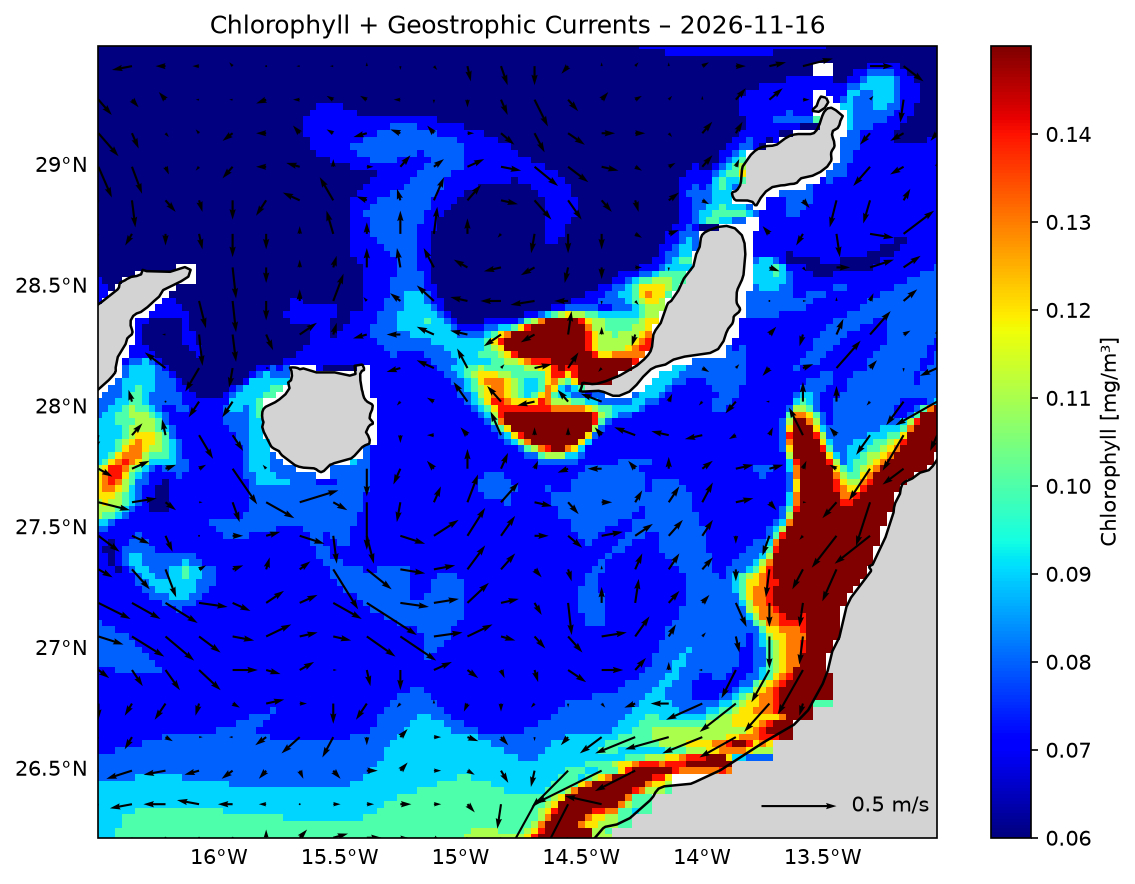 Chlorophyll + Geostrophic Currents – 2026-11-16
29°N
28.5°N
28°N
27.5°N
27°N
26.5°N
16°W
15.5°W
15°W
14.5°W
14°W
13.5°W
0.5 m/s
0.14
0.13
0.12
0.11
0.10
0.09
0.08
0.07
0.06
Chlorophyll [mg/m³]